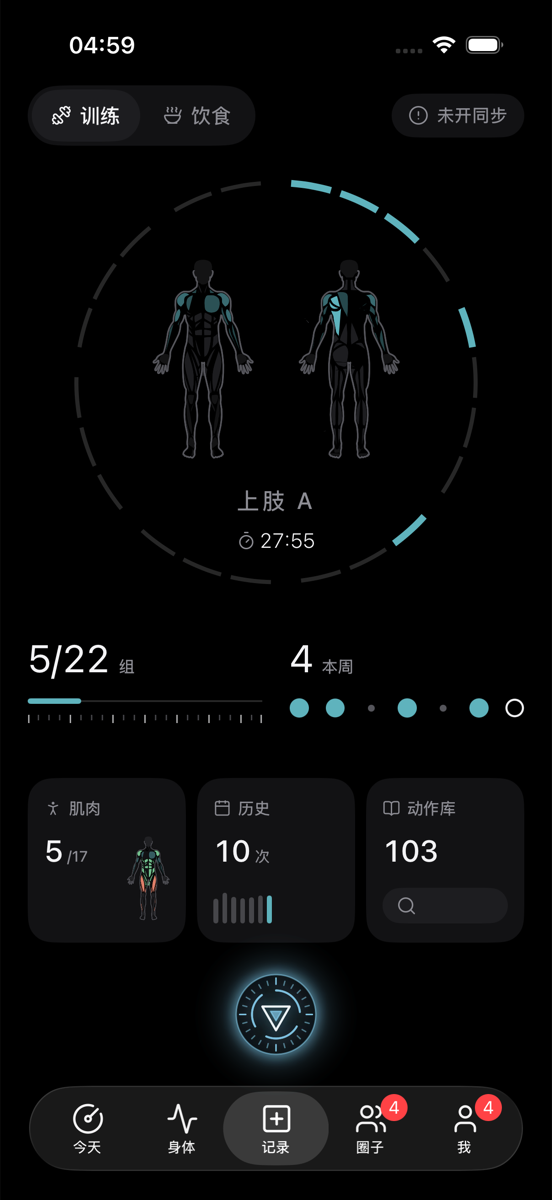 04:59
训练 饮食 未开同步
上肢 A
27:55
5/22 组 4 本周
肌肉 历史 动作库
5 /17 10 次 103
4 4
今天 身体 记录 圈子 我